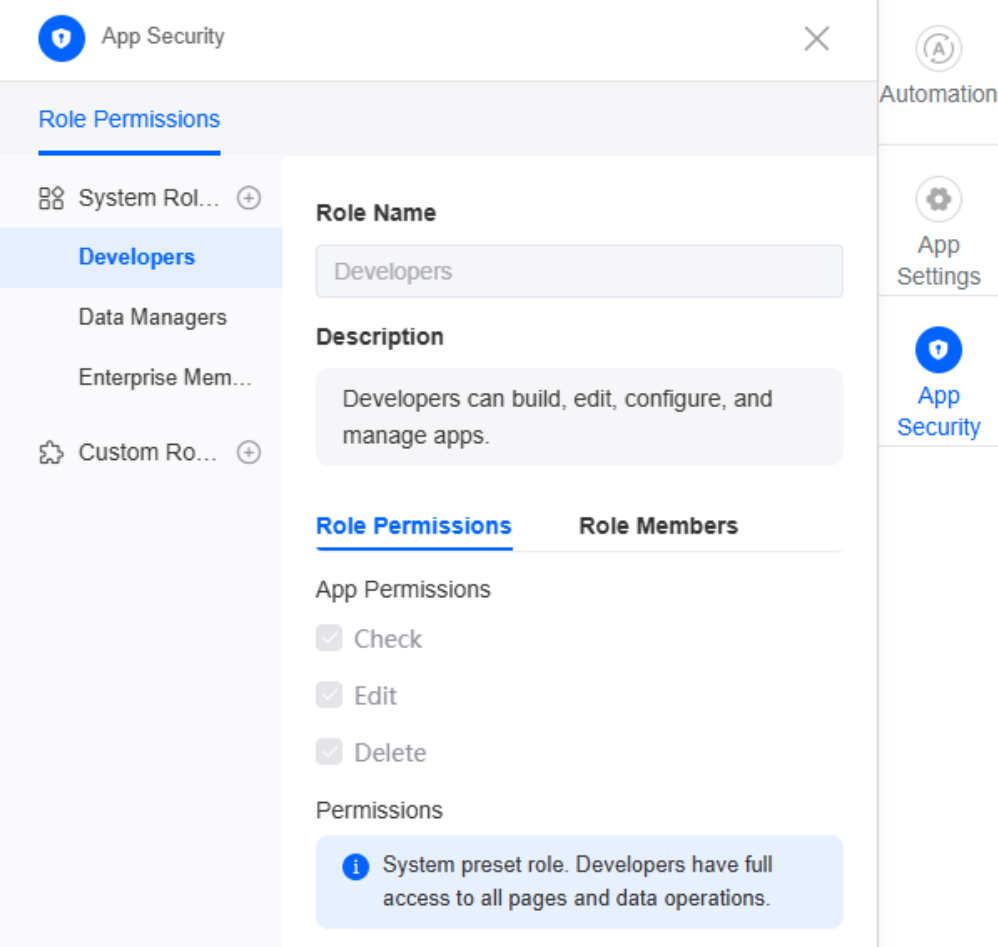 App Security
Role Permissions
System Rol...
Developers
Data Managers
Enterprise Mem...
Custom Ro...
Role Name
Developers
Description
Developers can build, edit, configure, and
manage apps.
Role Permissions
Role Members
App Permissions
Check
Edit
Delete
Permissions
System preset role. Developers have full
access to all pages and data operations.
Automation
App
Settings
App
Security